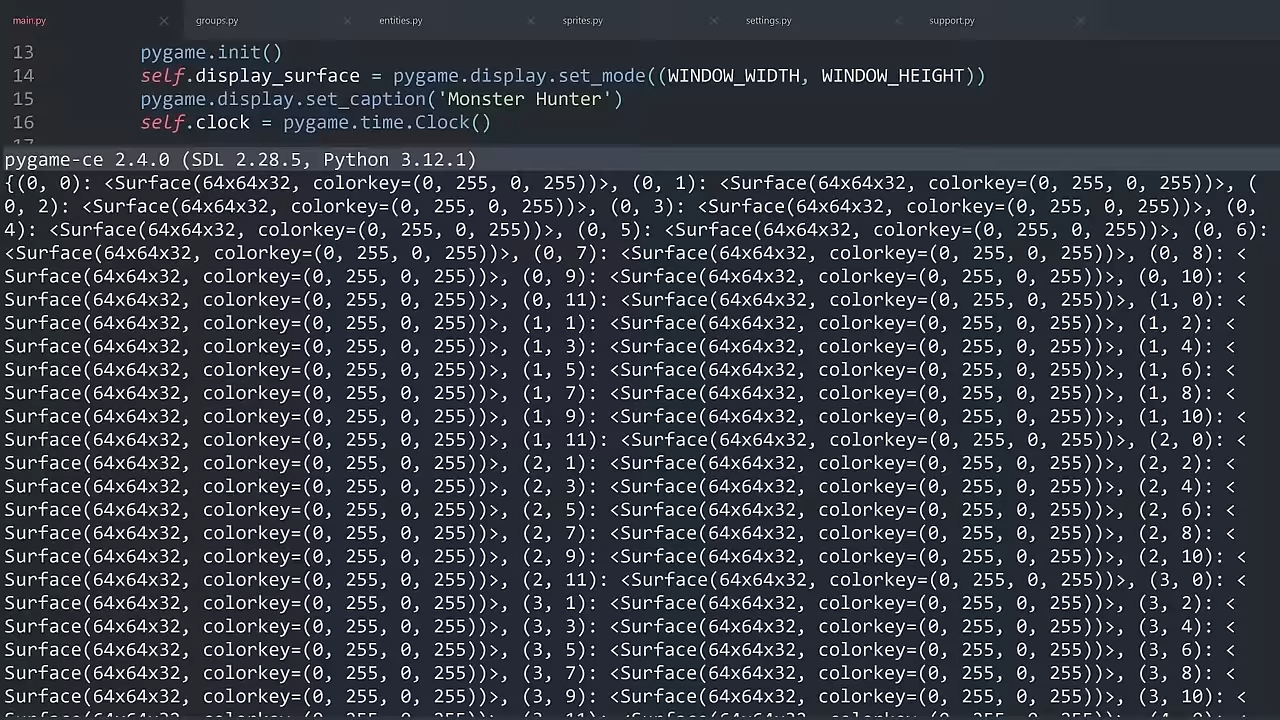 main.py groups.py entities.py sprites.py settings.py support.py
13 pygame.init()
14 self.display_surface = pygame.display.set_mode((WINDOW_WIDTH, WINDOW_HEIGHT))
15 pygame.display.set_caption('Monster Hunter')
16 self.clock = pygame.time.Clock()
17
pygame-ce 2.4.0 (SDL 2.28.5, Python 3.12.1)
{(0, 0): <Surface(64x64x32, colorkey=(0, 255, 0, 255))>, (0, 1): <Surface(64x64x32, colorkey=(0, 255, 0, 255))>, (
0, 2): <Surface(64x64x32, colorkey=(0, 255, 0, 255))>, (0, 3): <Surface(64x64x32, colorkey=(0, 255, 0, 255))>, (0,
4): <Surface(64x64x32, colorkey=(0, 255, 0, 255))>, (0, 5): <Surface(64x64x32, colorkey=(0, 255, 0, 255))>, (0, 6):
<Surface(64x64x32, colorkey=(0, 255, 0, 255))>, (0, 7): <Surface(64x64x32, colorkey=(0, 255, 0, 255))>, (0, 8): <
Surface(64x64x32, colorkey=(0, 255, 0, 255))>, (0, 9): <Surface(64x64x32, colorkey=(0, 255, 0, 255))>, (0, 10): <
Surface(64x64x32, colorkey=(0, 255, 0, 255))>, (0, 11): <Surface(64x64x32, colorkey=(0, 255, 0, 255))>, (1, 0): <
Surface(64x64x32, colorkey=(0, 255, 0, 255))>, (1, 1): <Surface(64x64x32, colorkey=(0, 255, 0, 255))>, (1, 2): <
Surface(64x64x32, colorkey=(0, 255, 0, 255))>, (1, 3): <Surface(64x64x32, colorkey=(0, 255, 0, 255))>, (1, 4): <
Surface(64x64x32, colorkey=(0, 255, 0, 255))>, (1, 5): <Surface(64x64x32, colorkey=(0, 255, 0, 255))>, (1, 6): <
Surface(64x64x32, colorkey=(0, 255, 0, 255))>, (1, 7): <Surface(64x64x32, colorkey=(0, 255, 0, 255))>, (1, 8): <
Surface(64x64x32, colorkey=(0, 255, 0, 255))>, (1, 9): <Surface(64x64x32, colorkey=(0, 255, 0, 255))>, (1, 10): <
Surface(64x64x32, colorkey=(0, 255, 0, 255))>, (1, 11): <Surface(64x64x32, colorkey=(0, 255, 0, 255))>, (2, 0): <
Surface(64x64x32, colorkey=(0, 255, 0, 255))>, (2, 1): <Surface(64x64x32, colorkey=(0, 255, 0, 255))>, (2, 2): <
Surface(64x64x32, colorkey=(0, 255, 0, 255))>, (2, 3): <Surface(64x64x32, colorkey=(0, 255, 0, 255))>, (2, 4): <
Surface(64x64x32, colorkey=(0, 255, 0, 255))>, (2, 5): <Surface(64x64x32, colorkey=(0, 255, 0, 255))>, (2, 6): <
Surface(64x64x32, colorkey=(0, 255, 0, 255))>, (2, 7): <Surface(64x64x32, colorkey=(0, 255, 0, 255))>, (2, 8): <
Surface(64x64x32, colorkey=(0, 255, 0, 255))>, (2, 9): <Surface(64x64x32, colorkey=(0, 255, 0, 255))>, (2, 10): <
Surface(64x64x32, colorkey=(0, 255, 0, 255))>, (2, 11): <Surface(64x64x32, colorkey=(0, 255, 0, 255))>, (3, 0): <
Surface(64x64x32, colorkey=(0, 255, 0, 255))>, (3, 1): <Surface(64x64x32, colorkey=(0, 255, 0, 255))>, (3, 2): <
Surface(64x64x32, colorkey=(0, 255, 0, 255))>, (3, 3): <Surface(64x64x32, colorkey=(0, 255, 0, 255))>, (3, 4): <
Surface(64x64x32, colorkey=(0, 255, 0, 255))>, (3, 5): <Surface(64x64x32, colorkey=(0, 255, 0, 255))>, (3, 6): <
Surface(64x64x32, colorkey=(0, 255, 0, 255))>, (3, 7): <Surface(64x64x32, colorkey=(0, 255, 0, 255))>, (3, 8): <
Surface(64x64x32, colorkey=(0, 255, 0, 255))>, (3, 9): <Surface(64x64x32, colorkey=(0, 255, 0, 255))>, (3, 10): <